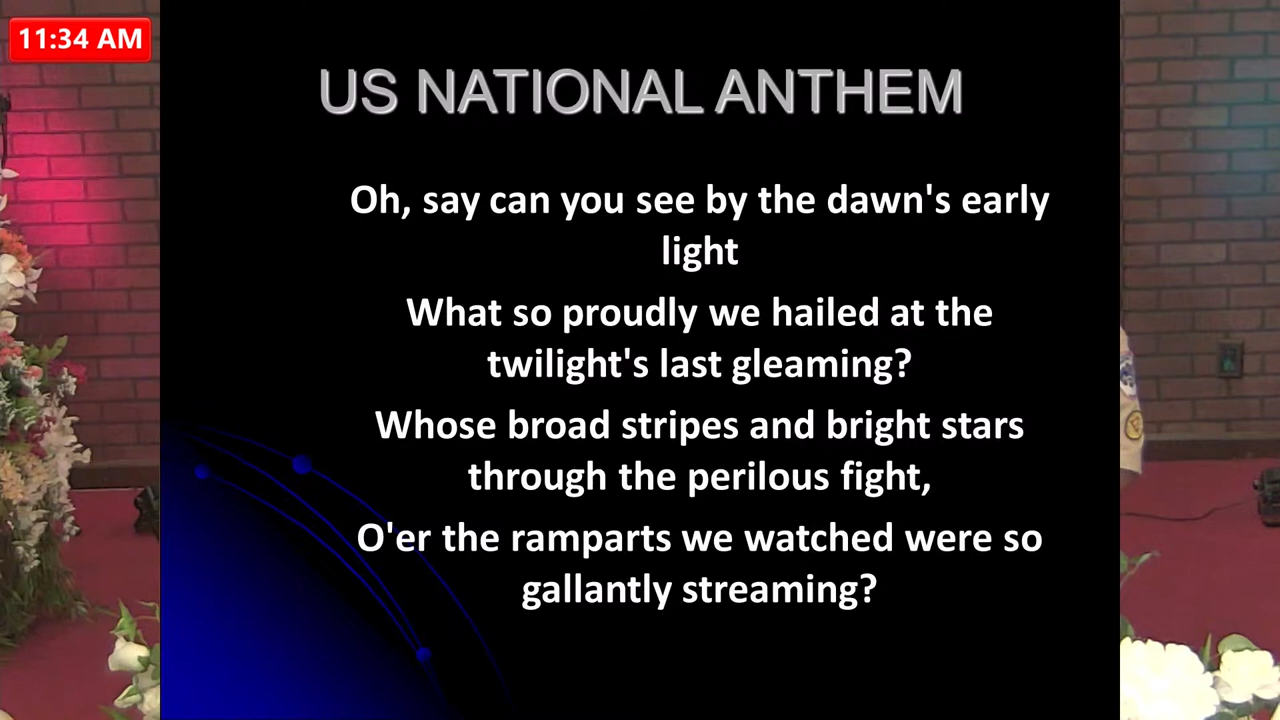 11:34 AM
US NATIONAL ANTHEM
Oh, say can you see by the dawn's early
light
What so proudly we hailed at the
twilight's last gleaming?
Whose broad stripes and bright stars
through the perilous fight,
O'er the ramparts we watched were so
gallantly streaming?